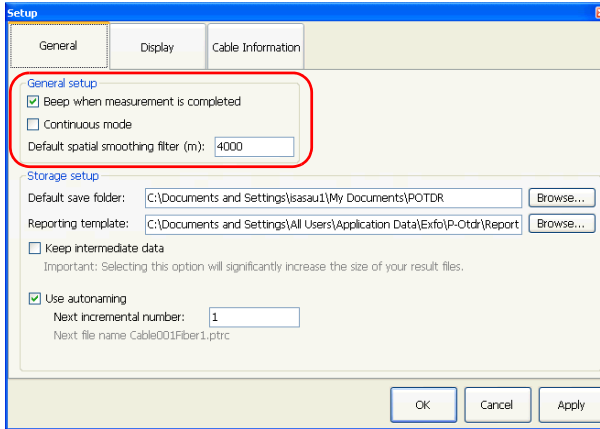 Setup
General Display Cable Information
General setup
Beep when measurement is completed
Continuous mode
Default spatial smoothing filter (m): 4000
Storage setup
Default save folder: C:\Documents and Settings\isasau1\My Documents\POTDR Browse...
Reporting template: C:\Documents and Settings\All Users\Application Data\Exfo\P-Otdr\Report Browse...
Keep intermediate data
Important: Selecting this option will significantly increase the size of your result files.
Use autonaming
Next incremental number: 1
Next file name Cable001Fiber1.ptrc
OK Cancel Apply